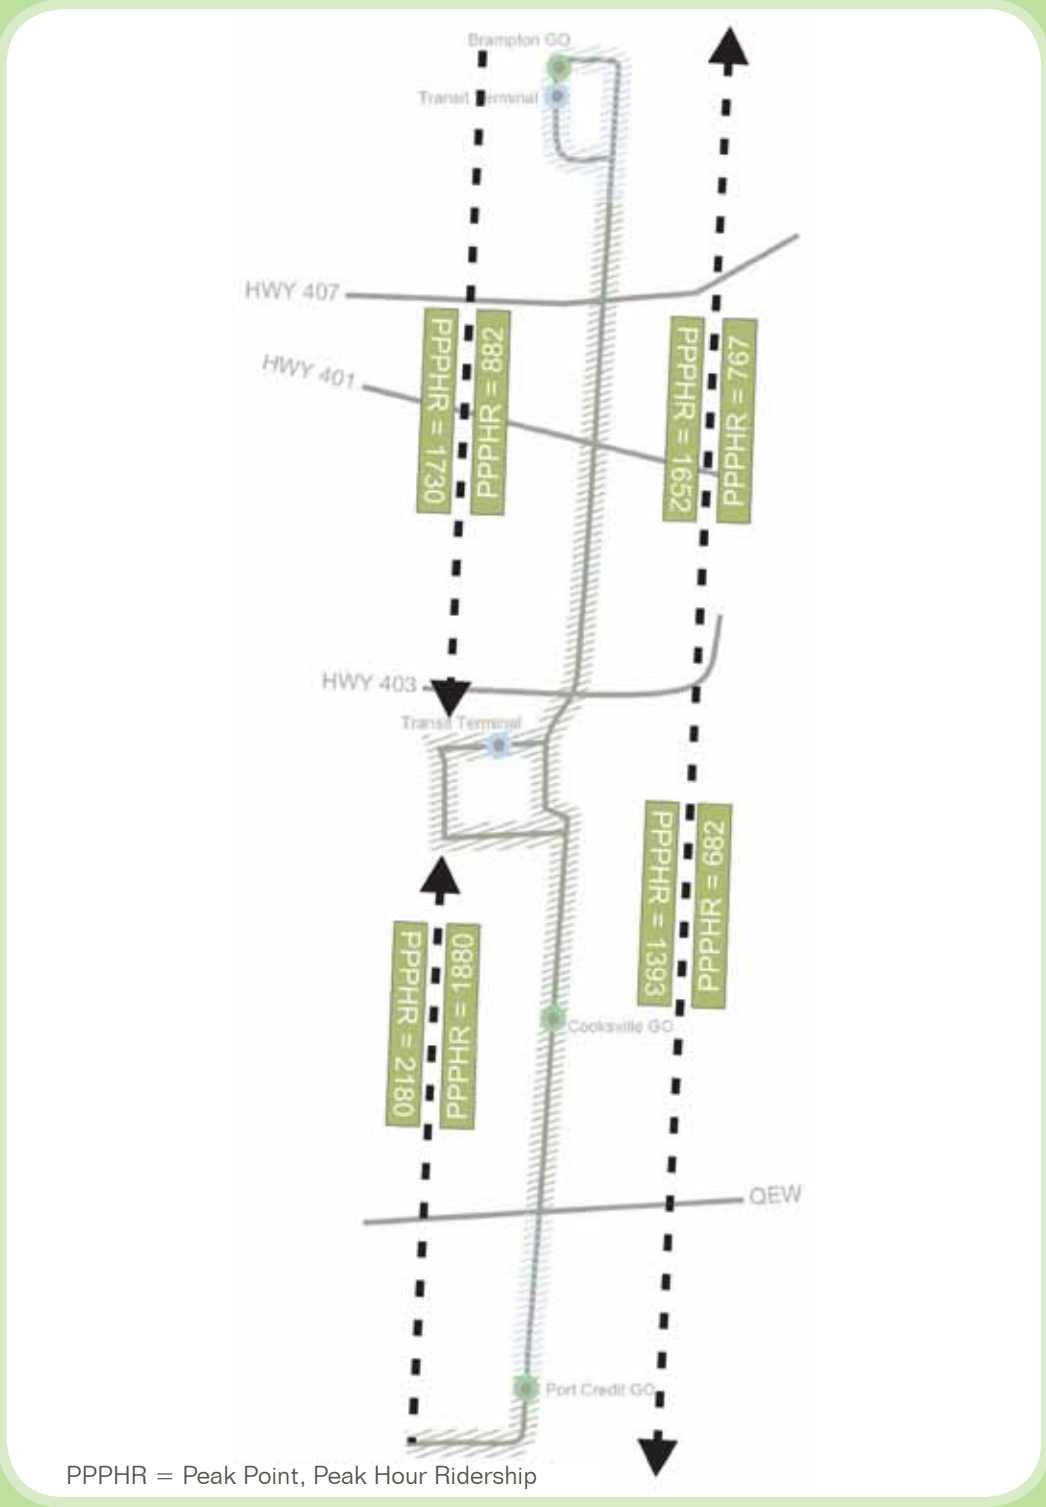 Brampton GO
Transit Terminal
HWY 407
HWY 401
PPPHR = 1730
PPPHR = 882
PPPHR = 1652
PPPHR = 767
HWY 403
Transit Terminal
PPPHR = 1393
PPPHR = 682
PPPHR = 2180
PPPHR = 1880
Cooksville GO
QEW
Port Credit GO
PPPHR = Peak Point, Peak Hour Ridership